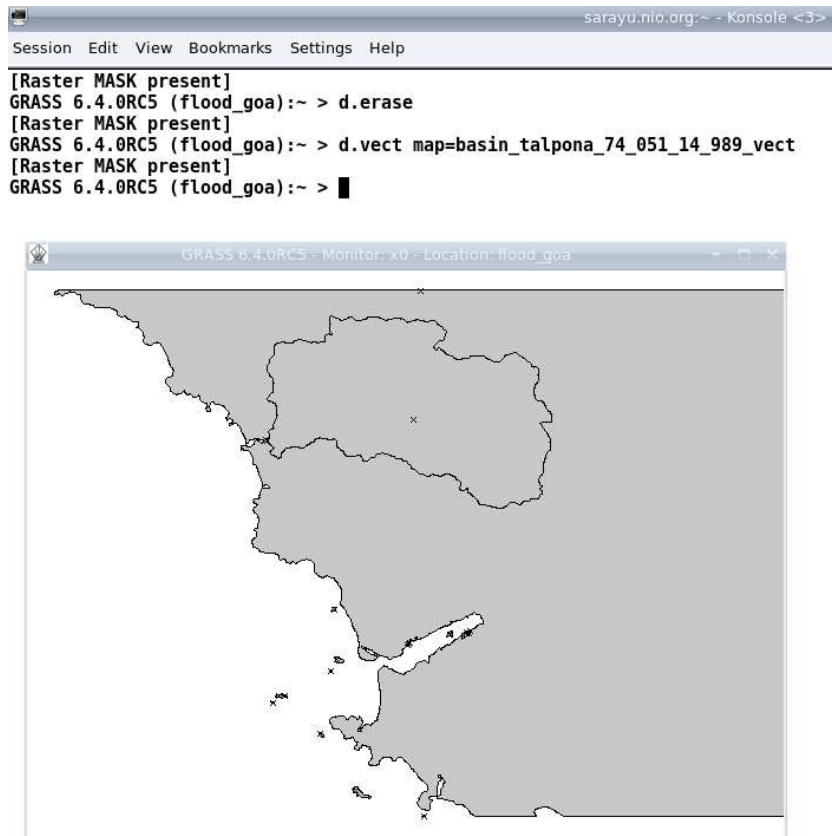 sarayu.nio.org:~ - Konsole <3>
Session Edit View Bookmarks Settings Help
[Raster MASK present]
GRASS 6.4.0RC5 (flood_goa):~ > d.erase
[Raster MASK present]
GRASS 6.4.0RC5 (flood_goa):~ > d.vect map=basin_talpona_74_051_14_989_vect
[Raster MASK present]
GRASS 6.4.0RC5 (flood_goa):~ >
GRASS 6.4.0RC5 - Monitor: x0 - Location: flood_goa